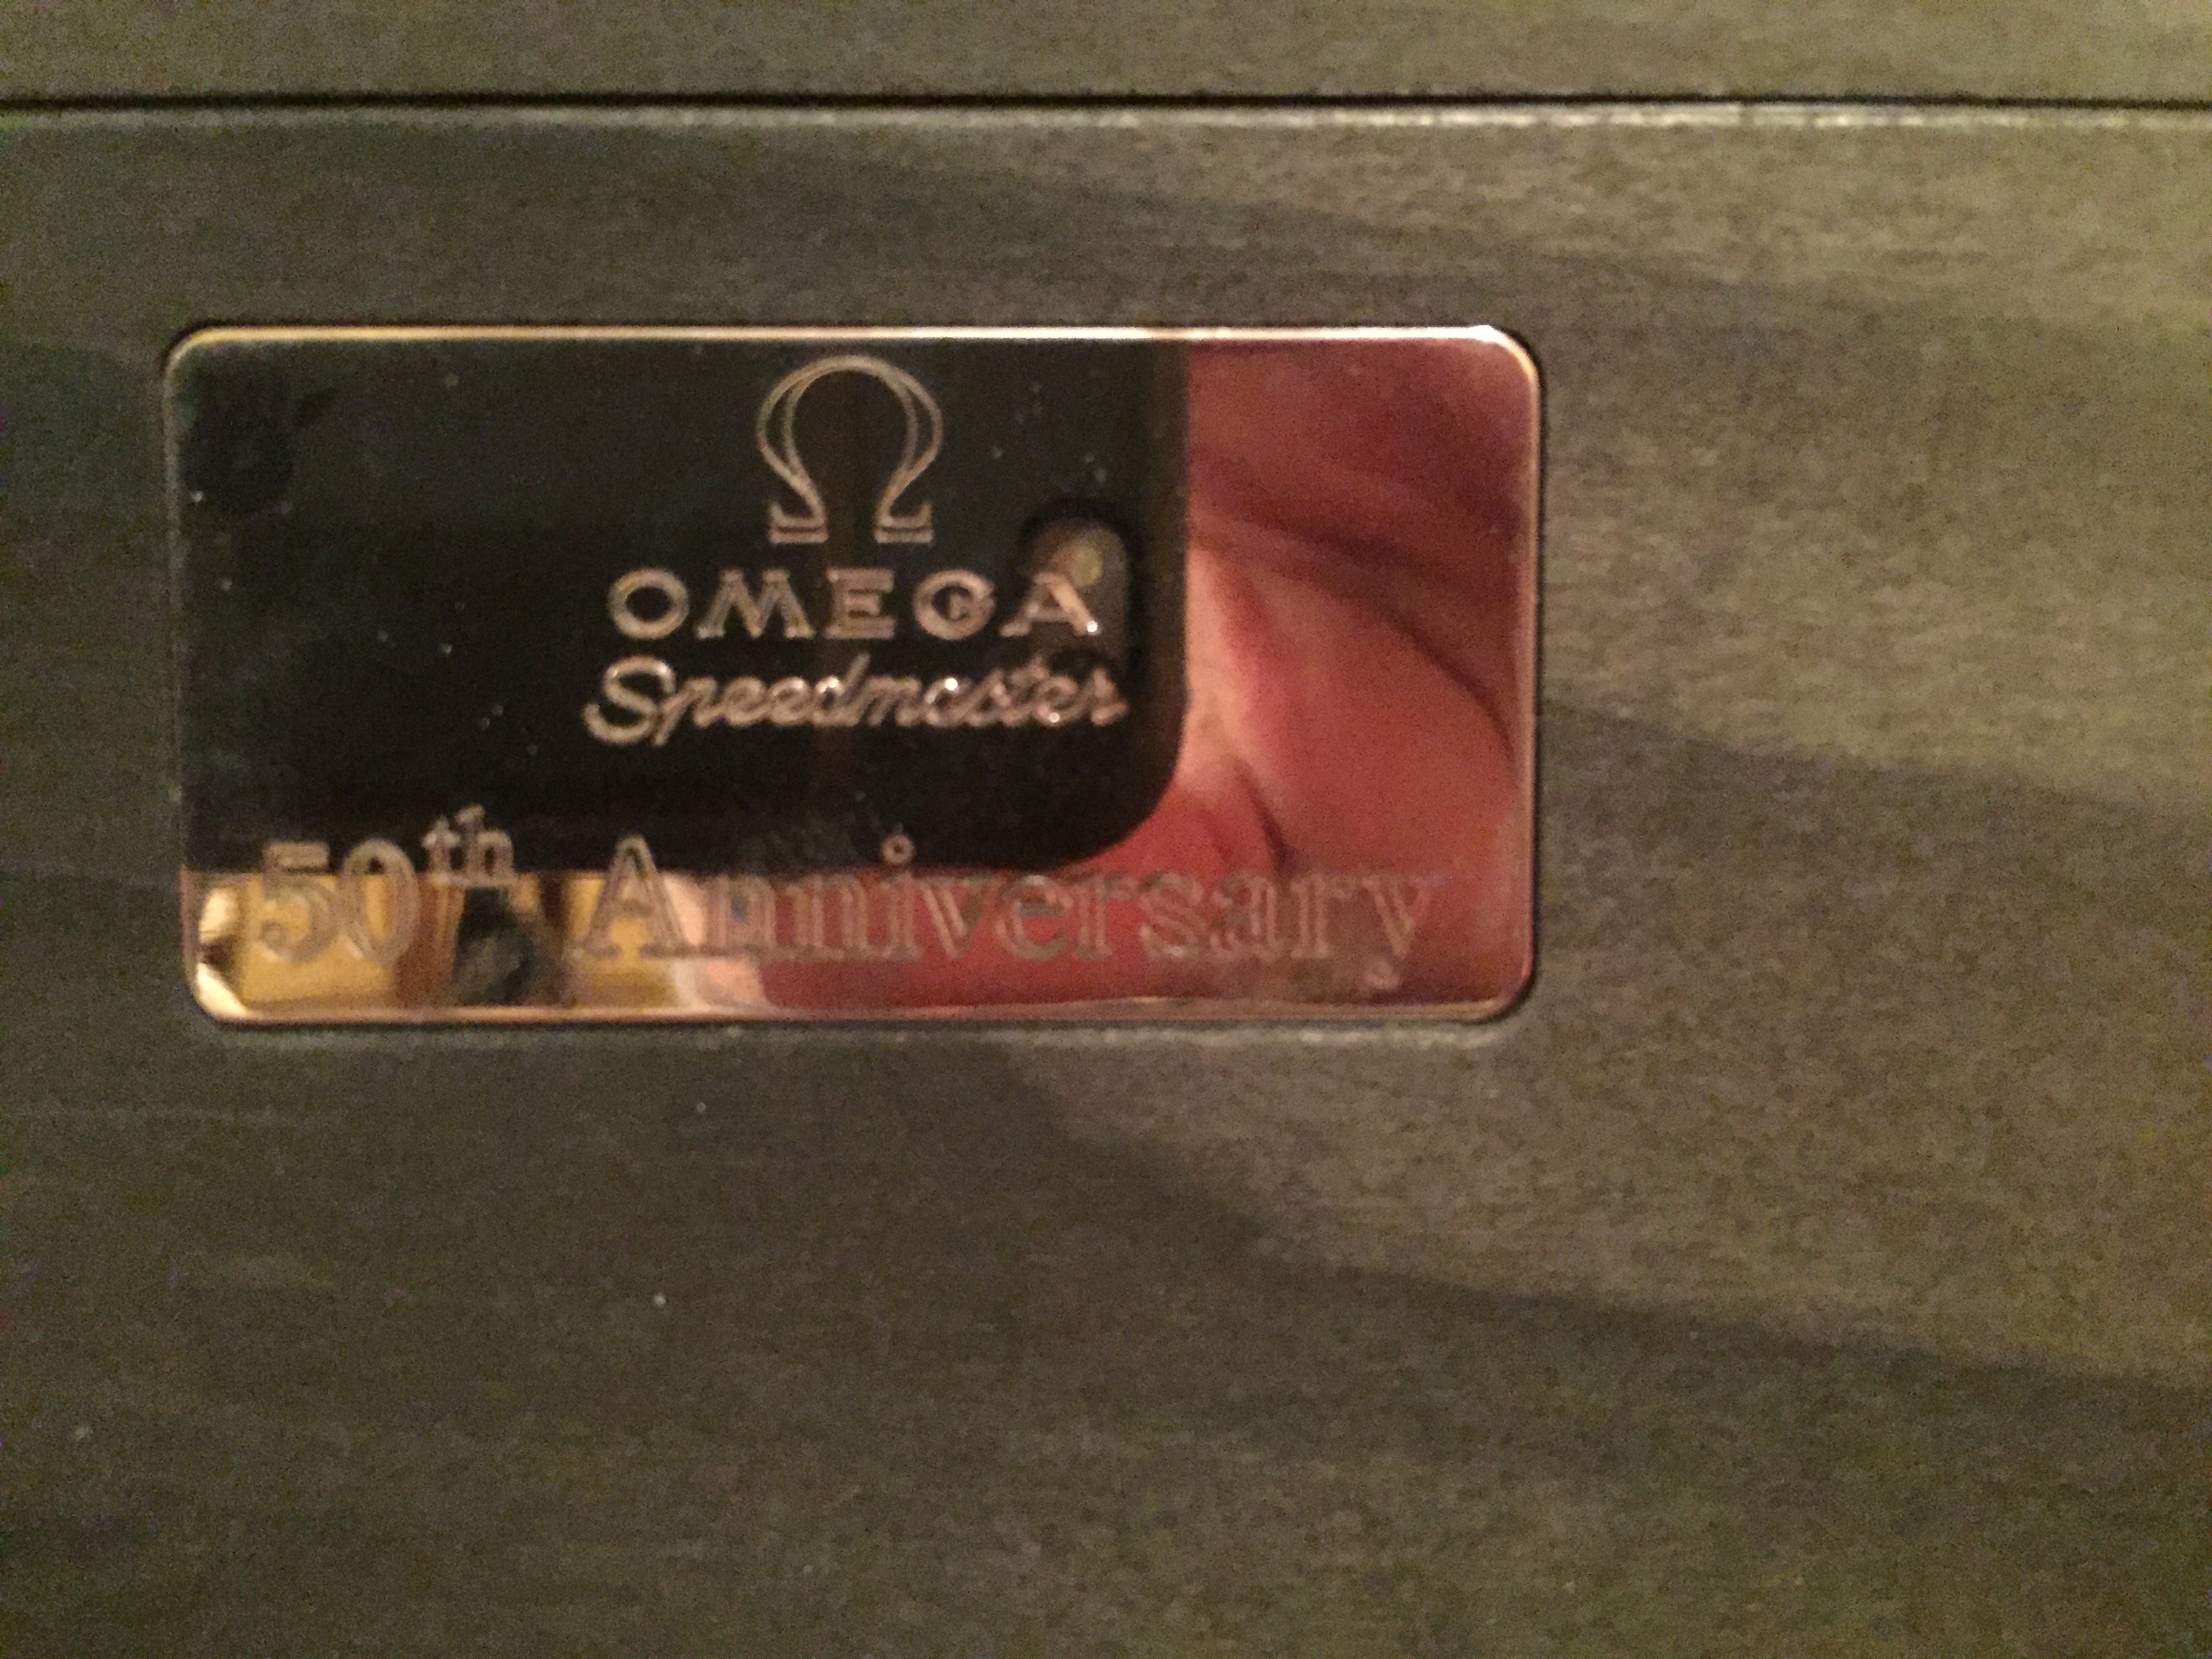 Ω
OMEGA
Speedmaster
50th Anniversary